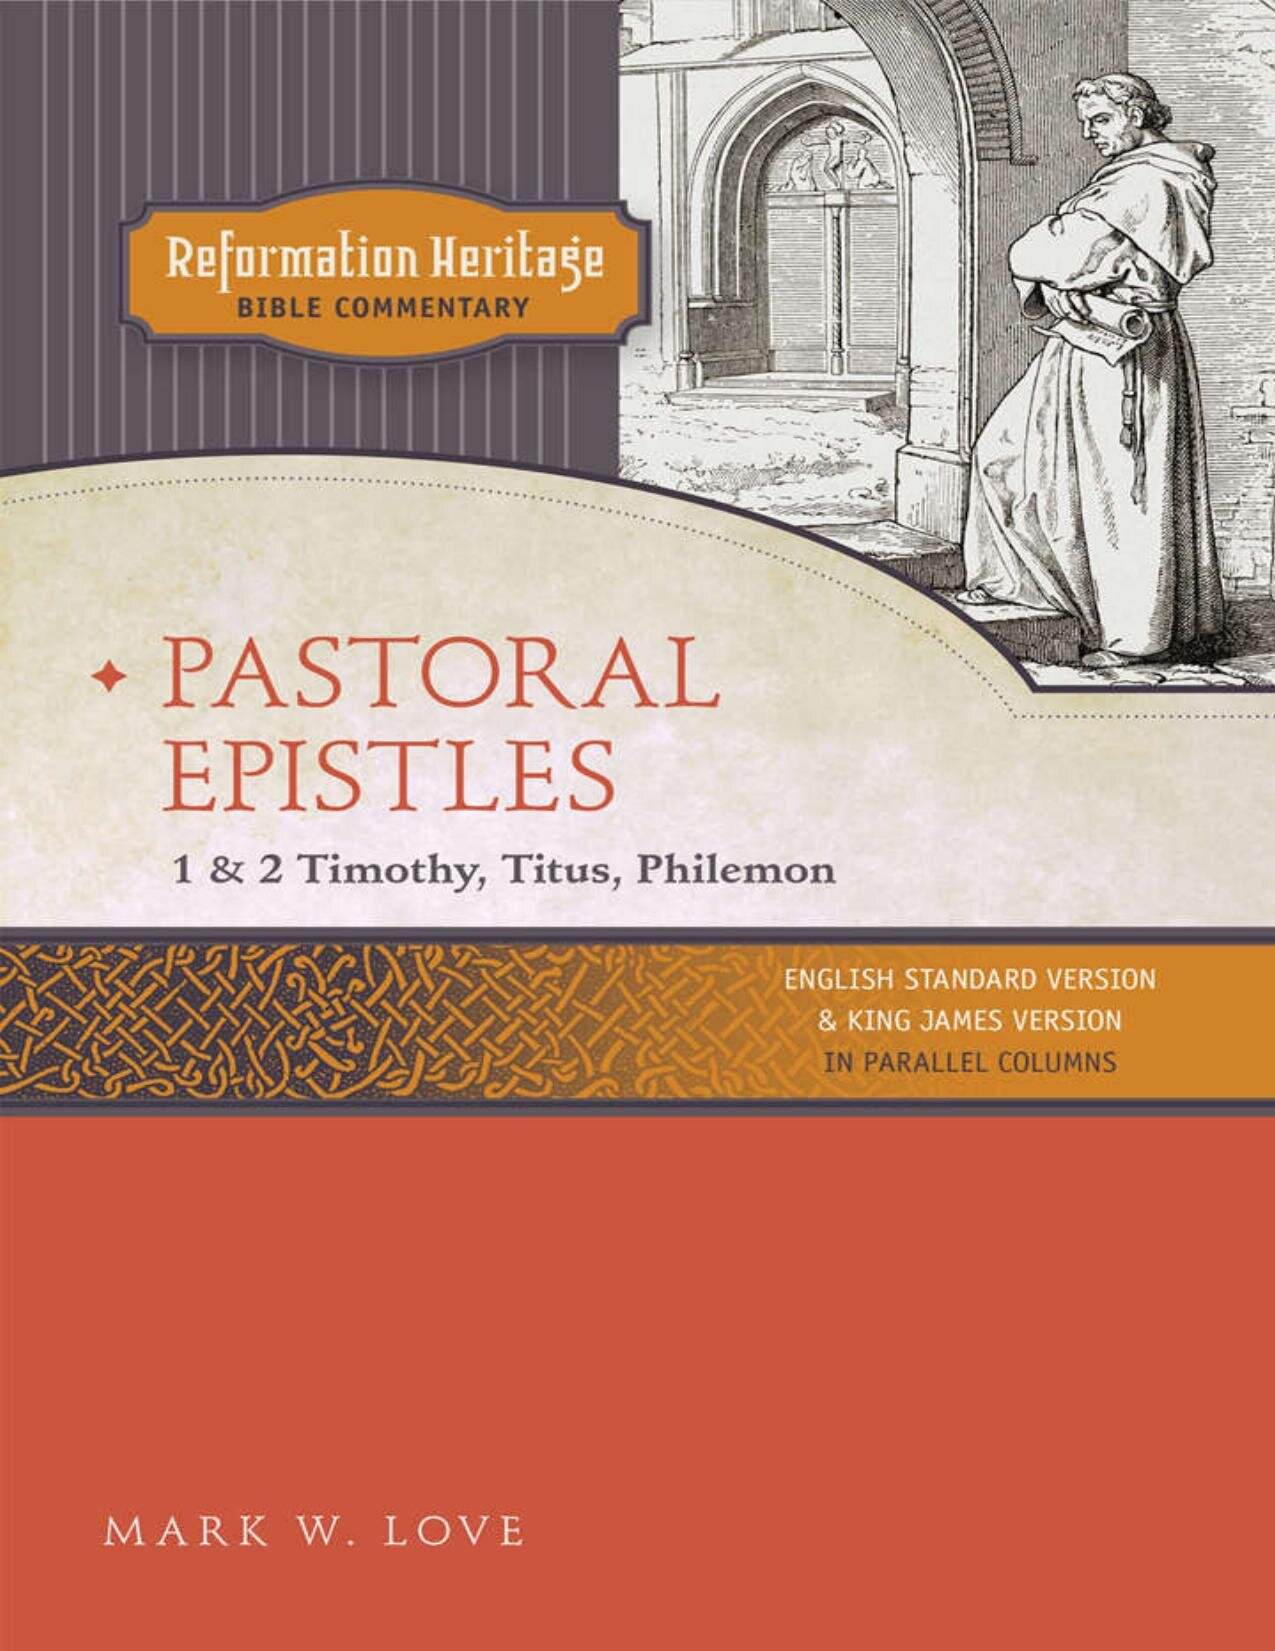 Reformation Heritage
BIBLE COMMENTARY
PASTORAL
EPISTLES
1 & 2 Timothy, Titus, Philemon
ENGLISH STANDARD VERSION
& KING JAMES VERSION
IN PARALLEL COLUMNS
MARK W. LOVE